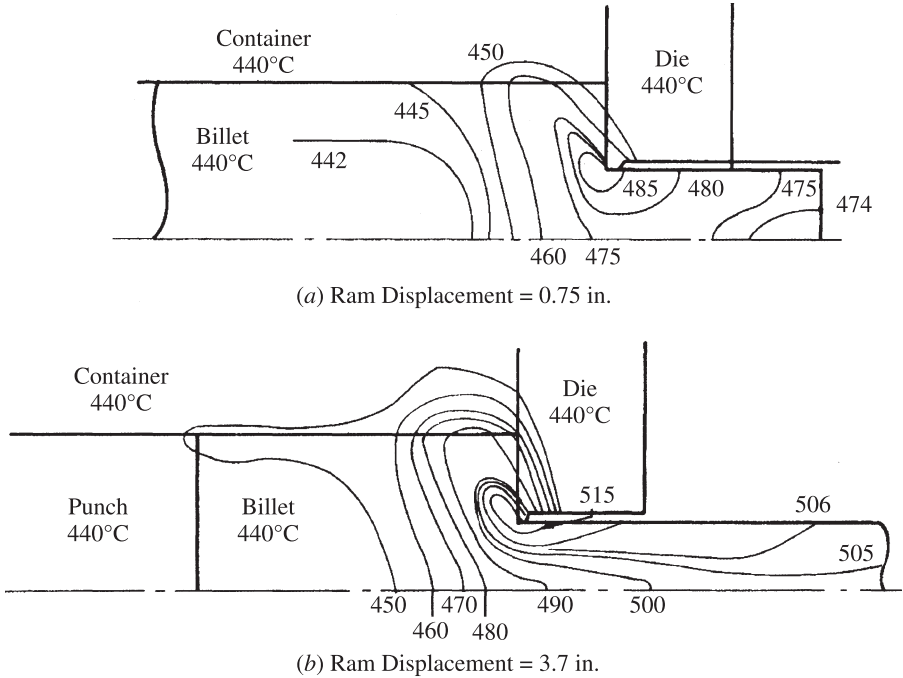 Container
440°C
450
Die
440°C
445
Billet
440°C
442
485
480
475
474
460
475
(a) Ram Displacement = 0.75 in.
Container
440°C
Die
440°C
Punch
440°C
Billet
440°C
515
506
505
450
470
490
500
460
480
(b) Ram Displacement = 3.7 in.